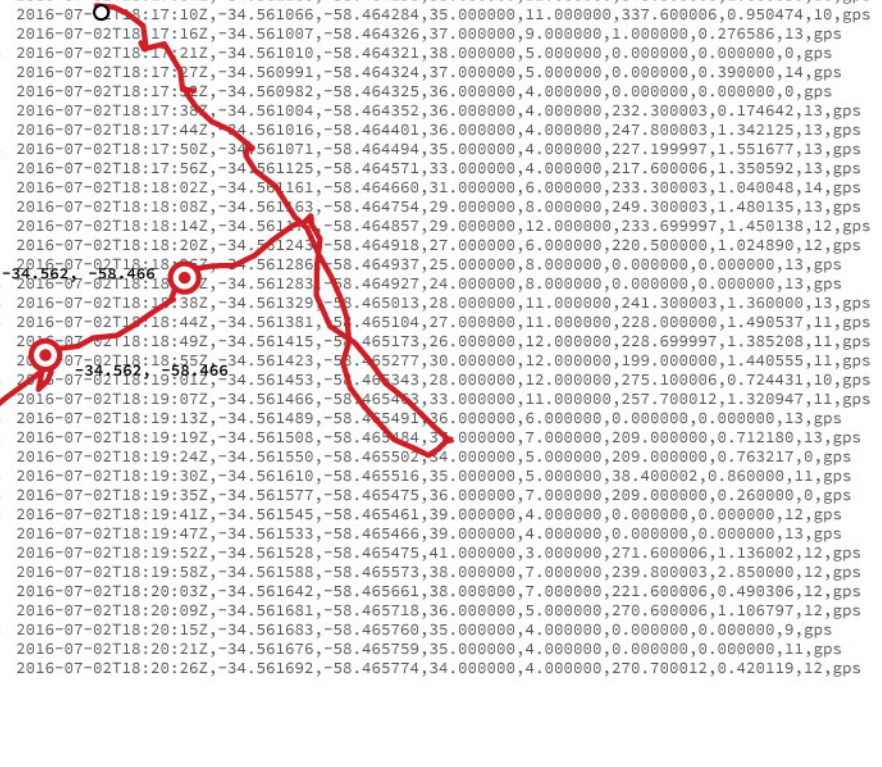 2016-07-02T18:17:10Z,-34.561066,-58.464284,35.000000,11.000000,337.600006,0.950474,10,gps
2016-07-02T18:17:16Z,-34.561007,-58.464326,37.000000,9.000000,1.000000,0.276586,13,gps
2016-07-02T18:17:21Z,-34.561010,-58.464321,38.000000,5.000000,0.000000,0.000000,0,gps
2016-07-02T18:17:27Z,-34.560991,-58.464324,37.000000,5.000000,0.000000,0.390000,14,gps
-34.560982,-58.464325,36.000000,4.000000,0.000000,0.000000,0,gps
2016-07-02T18:17:38Z,-34.561004,-58.464352,36.000000,4.000000,232.300003,0.174642,13,gps
2016-07-02T18:17:44Z,-34.561016,-58.464401,36.000000,4.000000,247.800003,1.342125,13,gps
2016-07-02T18:17:50Z,-34.561071,-58.464494,35.000000,4.000000,227.199997,1.551677,13,gps
2016-07-02T18:17:56Z,-34.561125,-58.464571,33.000000,4.000000,217.600006,1.350592,13,gps
2016-07-02T18:18:02Z,-34.561161,-58.464660,31.000000,6.000000,233.300003,1.040048,14,gps
2016-07-02T18:18:08Z,-34.561163,-58.464754,29.000000,8.000000,249.300003,1.480135,13,gps
2016-07-02T18:18:14Z, -58.464857,29.000000,12.000000,233.699997,1.450138,12,gps
2016-07-02T18:18:20Z,-34.561243,-58.464918,27.000000,6.000000,220.500000,1.024890,12,gps
-34.561286,-58.464937,25.000000,8.000000,0.000000,0.000000,13,gps
-34.562, -58.466
-34.561283,-58.464927,24.000000,8.000000,0.000000,0.000000,13,gps
2016-07-02T18:18:38Z,-34.561329,-58.465013,28.000000,11.000000,241.300003,1.360000,13,gps
2016-07-02T18:18:44Z,-34.561381,-58.465104,27.000000,11.000000,228.000000,1.490537,11,gps
2016-07-02T18:18:49Z,-34.561415,-58.465173,26.000000,12.000000,228.699997,1.385208,11,gps
2016-07-02T18:18:55Z,-34.561423,-58.465277,30.000000,12.000000,199.000000,1.440555,11,gps
-34.562, -58.466
2016-07-02T18:19:01Z,-34.561453,-58.465343,28.000000,12.000000,275.100006,0.724431,10,gps
2016-07-02T18:19:07Z,-34.561466, 33.000000,11.000000,257.700012,1.320947,11,gps
2016-07-02T18:19:13Z,-34.561489,-58.465491,36.000000,6.000000,0.000000,0.000000,13,gps
2016-07-02T18:19:19Z,-34.561508, 7.000000,209.000000,0.712180,13,gps
2016-07-02T18:19:24Z,-34.561550,-58.465502,34.000000,5.000000,209.000000,0.763217,0,gps
2016-07-02T18:19:30Z,-34.561610,-58.465516,35.000000,5.000000,38.400002,0.860000,11,gps
2016-07-02T18:19:35Z,-34.561577,-58.465475,36.000000,7.000000,209.000000,0.260000,0,gps
2016-07-02T18:19:41Z,-34.561545,-58.465461,39.000000,4.000000,0.000000,0.000000,12,gps
2016-07-02T18:19:47Z,-34.561533,-58.465466,39.000000,4.000000,0.000000,0.000000,13,gps
2016-07-02T18:19:52Z,-34.561528,-58.465475,41.000000,3.000000,271.600006,1.136002,12,gps
2016-07-02T18:19:58Z,-34.561588,-58.465573,38.000000,7.000000,239.800003,2.850000,12,gps
2016-07-02T18:20:03Z,-34.561642,-58.465661,38.000000,7.000000,221.600006,0.490306,12,gps
2016-07-02T18:20:09Z,-34.561681,-58.465718,36.000000,5.000000,270.600006,1.106797,12,gps
2016-07-02T18:20:15Z,-34.561683,-58.465760,35.000000,4.000000,0.000000,0.000000,9,gps
2016-07-02T18:20:21Z,-34.561676,-58.465759,35.000000,4.000000,0.000000,0.000000,11,gps
2016-07-02T18:20:26Z,-34.561692,-58.465774,34.000000,4.000000,270.700012,0.420119,12,gps